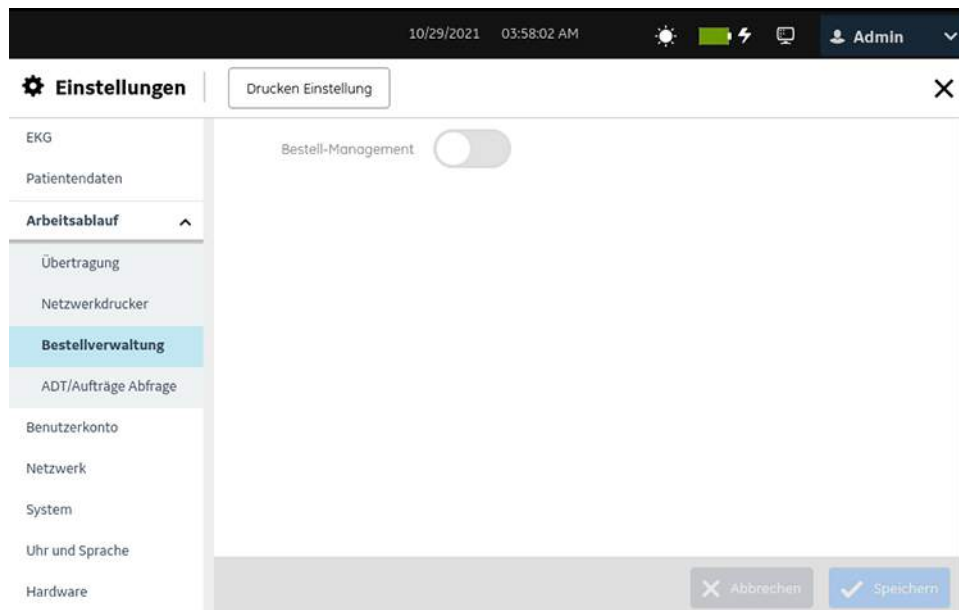 10/29/2021 03:58:02 AM Admin
Einstellungen Drucken Einstellung
EKG
Bestell-Management
Patientendaten
Arbeitsablauf
Übertragung
Netzwerkdrucker
Bestellverwaltung
ADT/Aufträge Abfrage
Benutzerkonto
Netzwerk
System
Uhr und Sprache
Hardware
Abbrechen Speichern